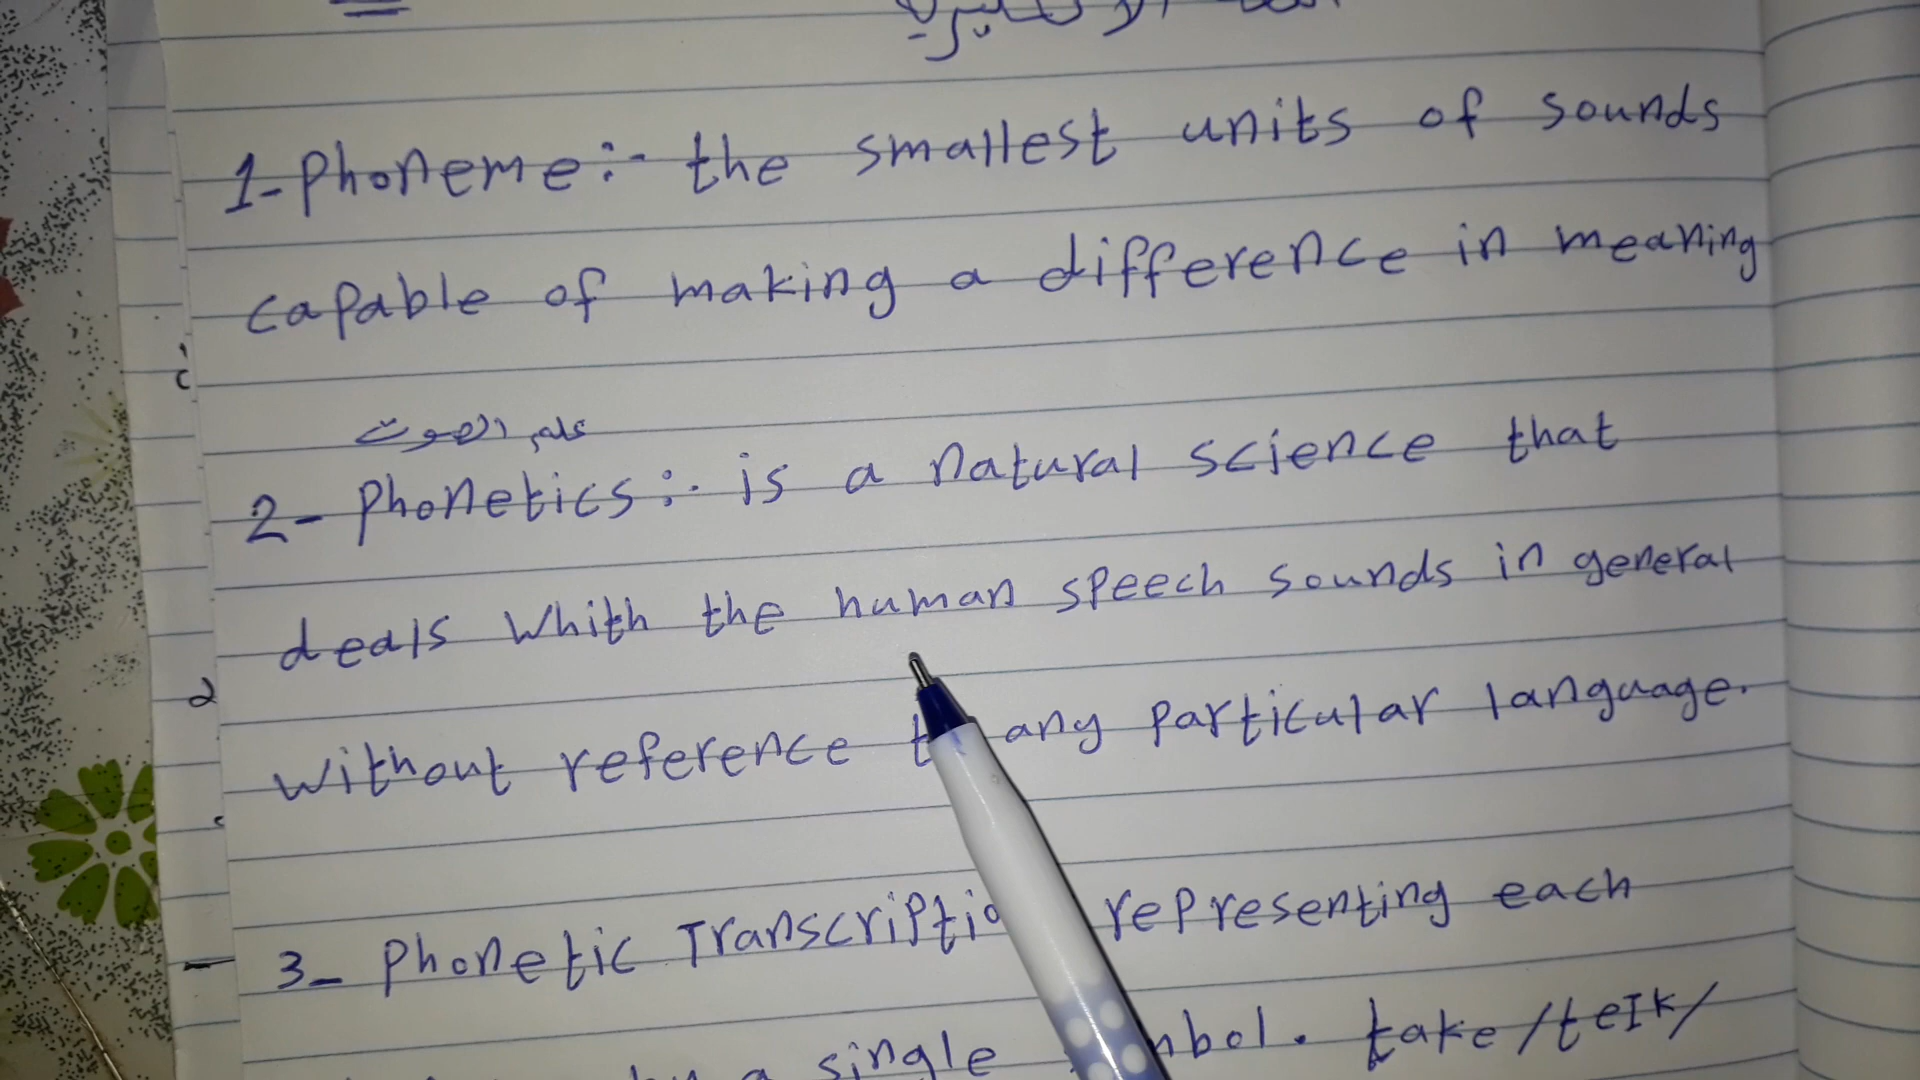 1- Phoneme:- the smallest units of sounds
capable of making a difference in meaning
علم الصوت
2- Phonetics:- is a natural science that
deals Whith the human speech sounds in general
without reference any particular language.
3- Phonetic Transcription representing each
a single take /teIk/